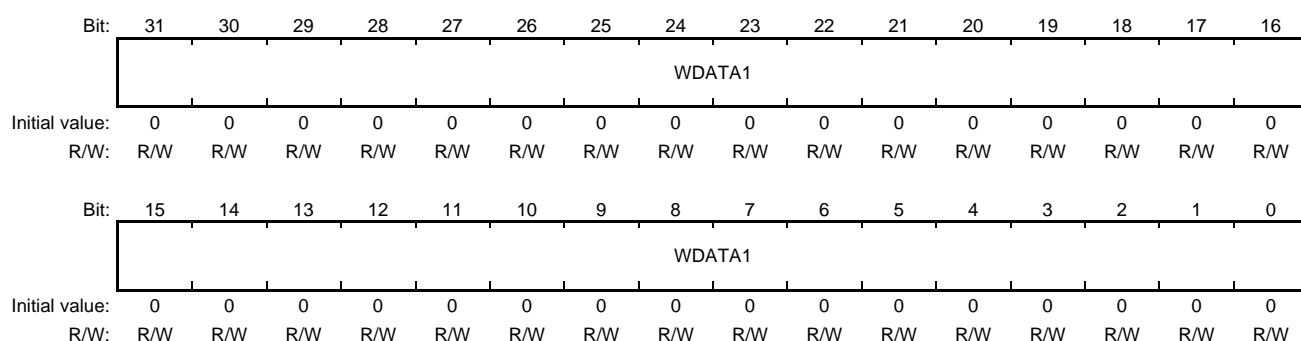 Bit: 31 30 29 28 27 26 25 24 23 22 21 20 19 18 17 16
WDATA1
Initial value: 0 0 0 0 0 0 0 0 0 0 0 0 0 0 0 0
R/W: R/W R/W R/W R/W R/W R/W R/W R/W R/W R/W R/W R/W R/W R/W R/W R/W
Bit: 15 14 13 12 11 10 9 8 7 6 5 4 3 2 1 0
WDATA1
Initial value: 0 0 0 0 0 0 0 0 0 0 0 0 0 0 0 0
R/W: R/W R/W R/W R/W R/W R/W R/W R/W R/W R/W R/W R/W R/W R/W R/W R/W